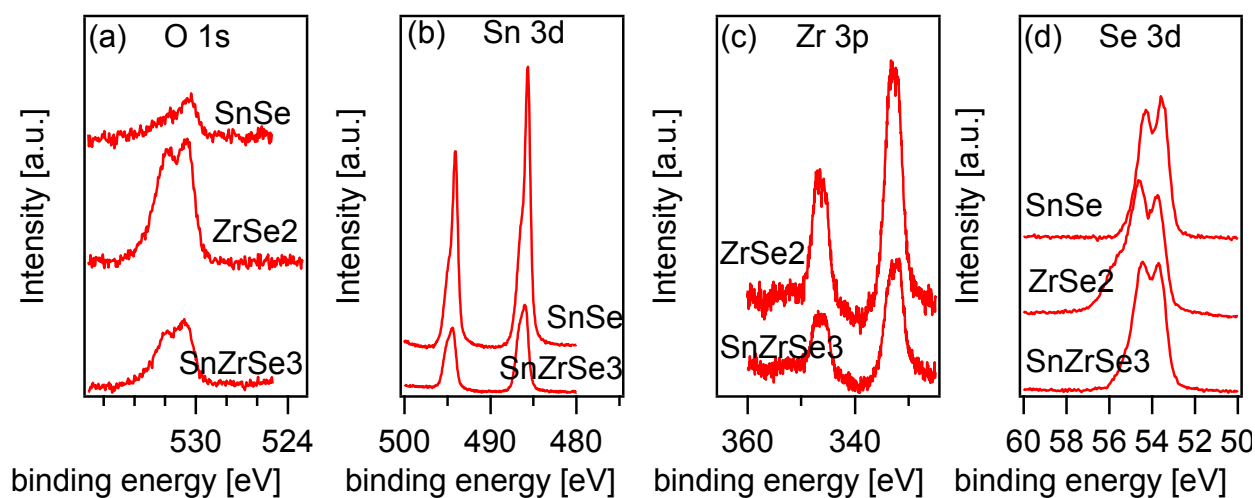 (a) O 1s
Intensity [a.u.]
SnSe
ZrSe2
SnZrSe3
530 524
binding energy [eV]
(b) Sn 3d
Intensity [a.u.]
SnSe
SnZrSe3
500 490 480
binding energy [eV]
(c) Zr 3p
Intensity [a.u.]
ZrSe2
SnZrSe3
360 340
binding energy [eV]
(d) Se 3d
Intensity [a.u.]
SnSe
ZrSe2
SnZrSe3
60 58 56 54 52 50
binding energy [eV]